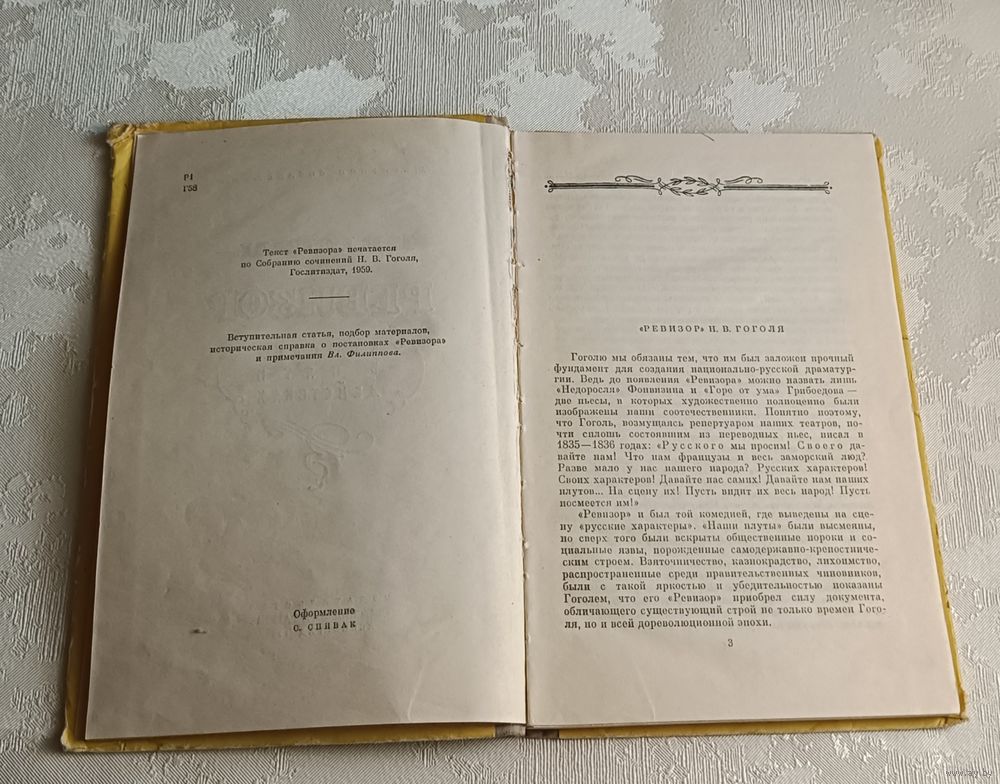 Р1
Г58
Текст «Ревизора» печатается
по Собранию сочинений Н. В. Гоголя,
Гослитиздат, 1959.
Вступительная статья, подбор материалов,
историческая справка о постановках «Ревизора»
и примечания Вл. Филиппова.
Оформление
С. СПИВАК
«РЕВИЗОР» Н. В. ГОГОЛЯ
Гоголю мы обязаны тем, что им был заложен прочный
фундамент для создания национально-русской драматур-
гии. Ведь до появления «Ревизора» можно назвать лишь
«Недоросля» Фонвизина и «Горе от ума» Грибоедова —
две пьесы, в которых художественно полноценно были
изображены наши соотечественники. Понятно поэтому,
что Гоголь, возмущаясь репертуаром наших театров, по-
чти сплошь состоявшим из переводных пьес, писал в
1835—1836 годах: «Русского мы просим! Своего да-
вайте нам! Что нам французы и весь заморский люд?
Разве мало у нас нашего народа? Русских характеров!
Своих характеров! Давайте нас самих! Давайте нам наших
плутов... На сцену их! Пусть видит их весь народ! Пусть
посмеется им!»
«Ревизор» и был той комедией, где выведены на сце-
ну «русские характеры». «Наши плуты» были высмеяны,
но сверх того были вскрыты общественные пороки и со-
циальные язвы, порожденные самодержавно-крепостниче-
ским строем. Взяточничество, казнокрадство, лихоимство,
распространенные среди правительственных чиновников,
были с такой яркостью и убедительностью показаны
Гоголем, что его «Ревизор» приобрел силу документа,
обличающего существующий строй не только времен Гого-
ля, но и всей дореволюционной эпохи.
3